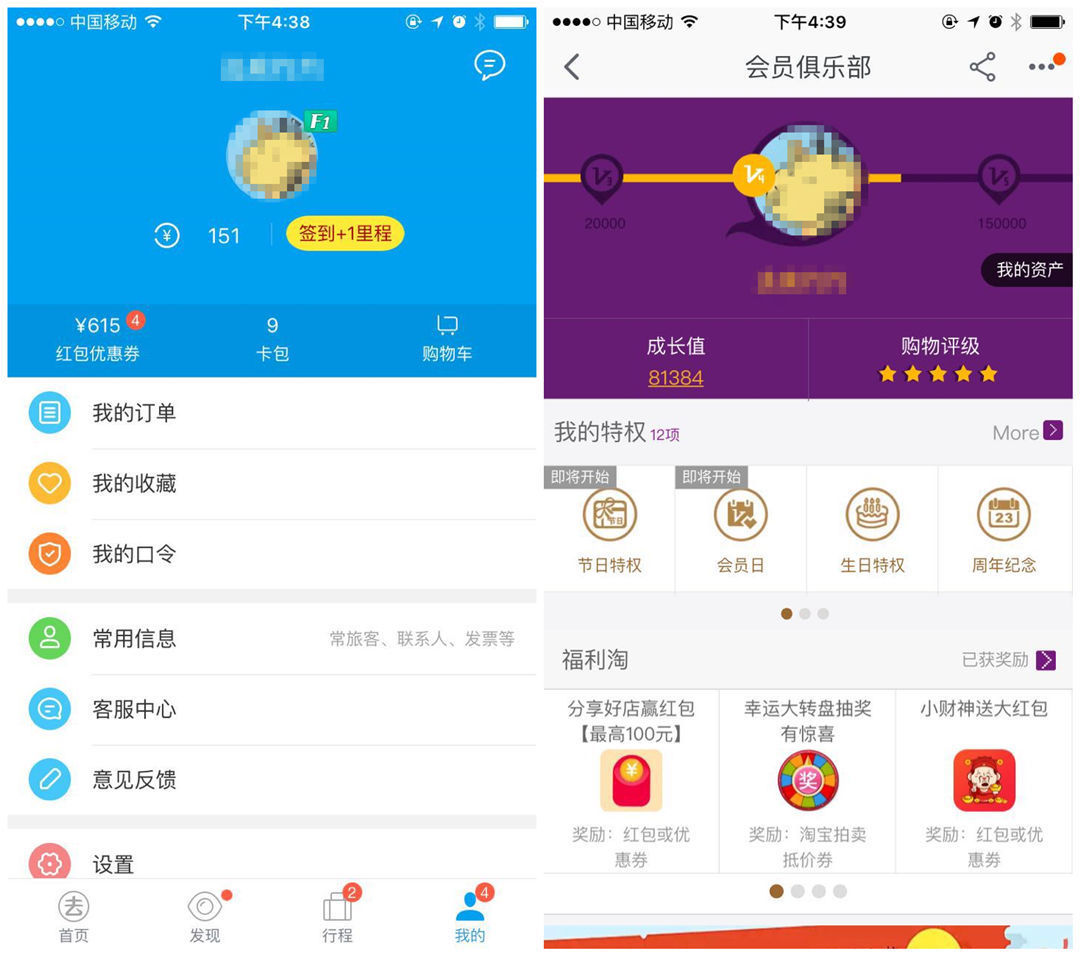 中国移动
下午4:38
F1
151
签到+1里程
¥615
4
红包优惠券
9
卡包
购物车
我的订单
我的收藏
我的口令
常用信息
常旅客、联系人、发票等
客服中心
意见反馈
设置
去
首页
发现
2
行程
4
我的
中国移动
下午4:39
会员俱乐部
V3
V4
V5
20000
150000
我的资产
成长值
81384
购物评级
我的特权 12项
More
即将开始
即将开始
节日
23
节日特权
会员日
生日特权
周年纪念
福利淘
已获奖励
分享好店赢红包
【最高100元】
奖励：红包或优
惠券
幸运大转盘抽奖
有惊喜
奖
奖励：淘宝拍卖
抵价券
小财神送大红包
奖励：红包或优
惠券